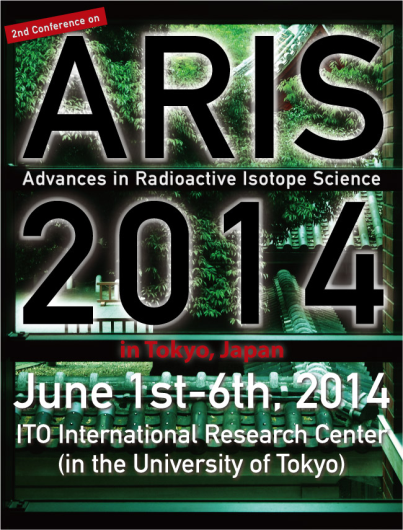 2nd Conference on
ARIS
Advances in Radioactive Isotope Science
2014
in Tokyo, Japan
June 1st-6th, 2014
ITO International Research Center
(in the University of Tokyo)